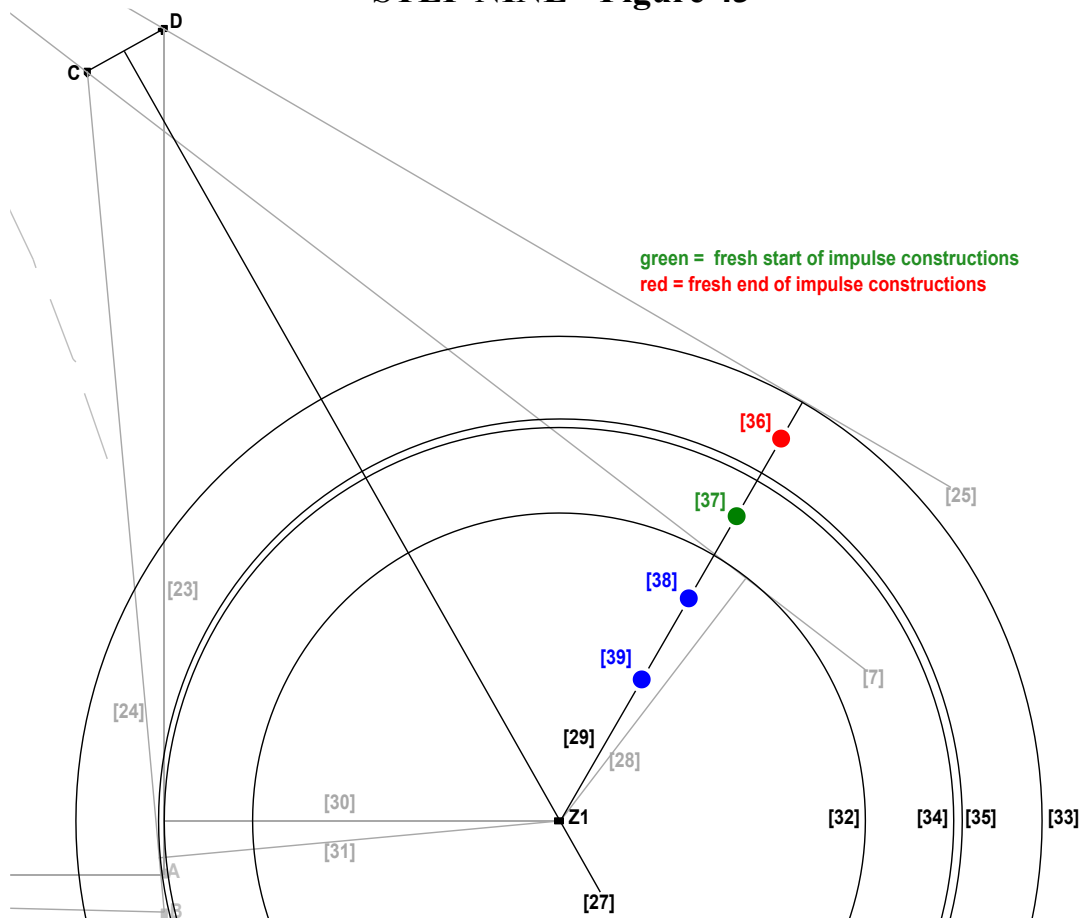 D
C
green = fresh start of impulse constructions
red = fresh end of impulse constructions
[36]
[37]
[25]
[38]
[23]
[39]
[7]
[24]
[29]
[28]
[30]
Z1
[32]
[34]
[35]
[33]
[31]
A
B
[27]